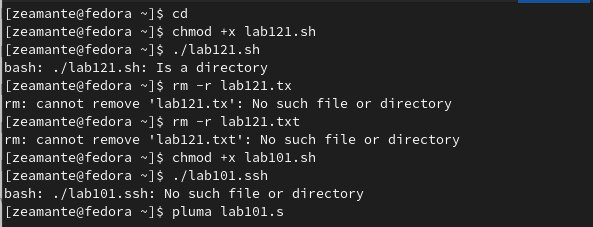 [zeamante@fedora ~]$ cd
[zeamante@fedora ~]$ chmod +x lab121.sh
[zeamante@fedora ~]$ ./lab121.sh
bash: ./lab121.sh: Is a directory
[zeamante@fedora ~]$ rm -r lab121.tx
rm: cannot remove 'lab121.tx': No such file or directory
[zeamante@fedora ~]$ rm -r lab121.txt
rm: cannot remove 'lab121.txt': No such file or directory
[zeamante@fedora ~]$ chmod +x lab101.sh
[zeamante@fedora ~]$ ./lab101.ssh
bash: ./lab101.ssh: No such file or directory
[zeamante@fedora ~]$ pluma lab101.s